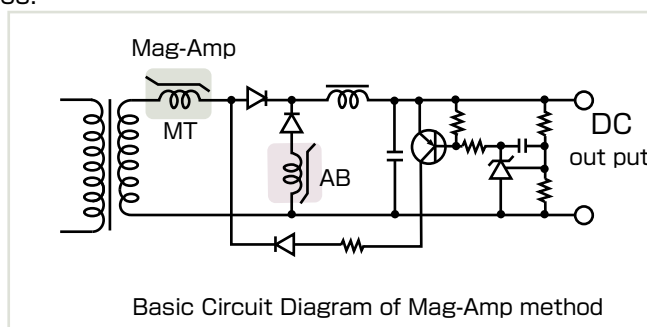 Mag-Amp
MT
AB
DC
out put
Basic Circuit Diagram of Mag-Amp method